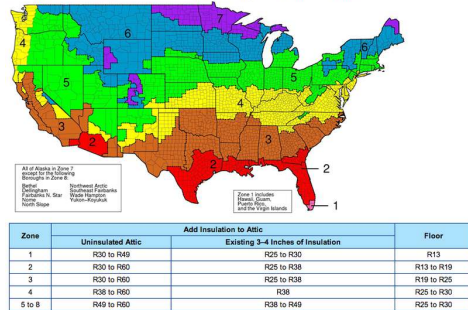 7
6
6
4
5
5
4
3
3
2
2
2
2
1
All of Alaska in Zone 7
except for the following
Boroughs in Zone 8:
Bethel Northwest Arctic
Dellingham Southeast Fairbanks
Fairbanks N. Star Wade Hampton
Nome Yukon-Koyukuk
North Slope
Zone 1 includes
Hawaii, Guam,
Puerto Rico,
and the Virgin Islands
Zone Add Insulation to Attic Floor
Uninsulated Attic Existing 3–4 Inches of Insulation
1 R30 to R49 R25 to R30 R13
2 R30 to R60 R25 to R38 R13 to R19
3 R30 to R60 R25 to R38 R19 to R25
4 R38 to R60 R38 R25 to R30
5 to 8 R49 to R60 R38 to R49 R25 to R30